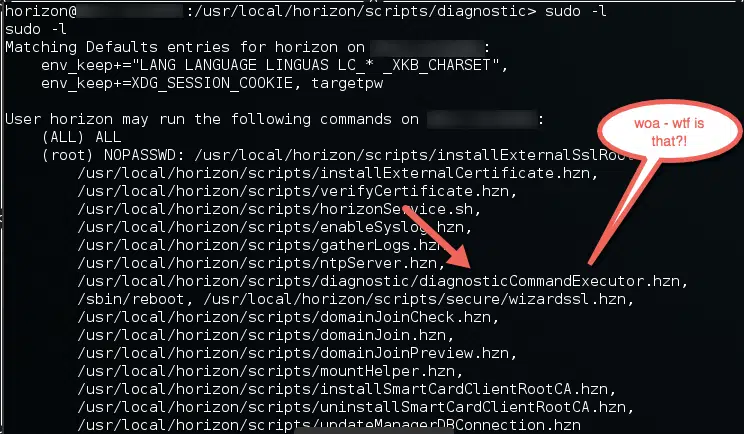 horizon@ :/usr/local/horizon/scripts/diagnostic> sudo -l
sudo -l
Matching Defaults entries for horizon on :
env_keep+="LANG LANGUAGE LINGUAS LC_* _XKB_CHARSET",
env_keep+=XDG_SESSION_COOKIE, targetpw
User horizon may run the following commands on :
(ALL) ALL
(root) NOPASSWD: /usr/local/horizon/scripts/installExternalSslRoot
woa - wtf is
that?!
/usr/local/horizon/scripts/installExternalCertificate.hzn,
/usr/local/horizon/scripts/verifyCertificate.hzn,
/usr/local/horizon/scripts/horizonService.sh,
/usr/local/horizon/scripts/enableSyslog.hzn,
/usr/local/horizon/scripts/gatherLogs.hzn,
/usr/local/horizon/scripts/ntpServer.hzn,
/usr/local/horizon/scripts/diagnostic/diagnosticCommandExecutor.hzn,
/sbin/reboot, /usr/local/horizon/scripts/secure/wizardssl.hzn,
/usr/local/horizon/scripts/domainJoinCheck.hzn,
/usr/local/horizon/scripts/domainJoin.hzn,
/usr/local/horizon/scripts/domainJoinPreview.hzn,
/usr/local/horizon/scripts/mountHelper.hzn,
/usr/local/horizon/scripts/installSmartCardClientRootCA.hzn,
/usr/local/horizon/scripts/uninstallSmartCardClientRootCA.hzn,
/usr/local/horizon/scripts/updateManagerDBConnection.hzn